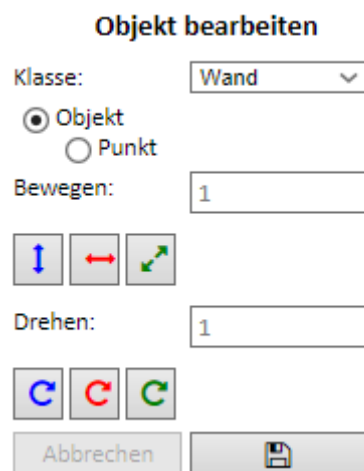 Objekt bearbeiten
Klasse: Wand
Objekt
Punkt
Bewegen: 1
Drehen: 1
Abbrechen